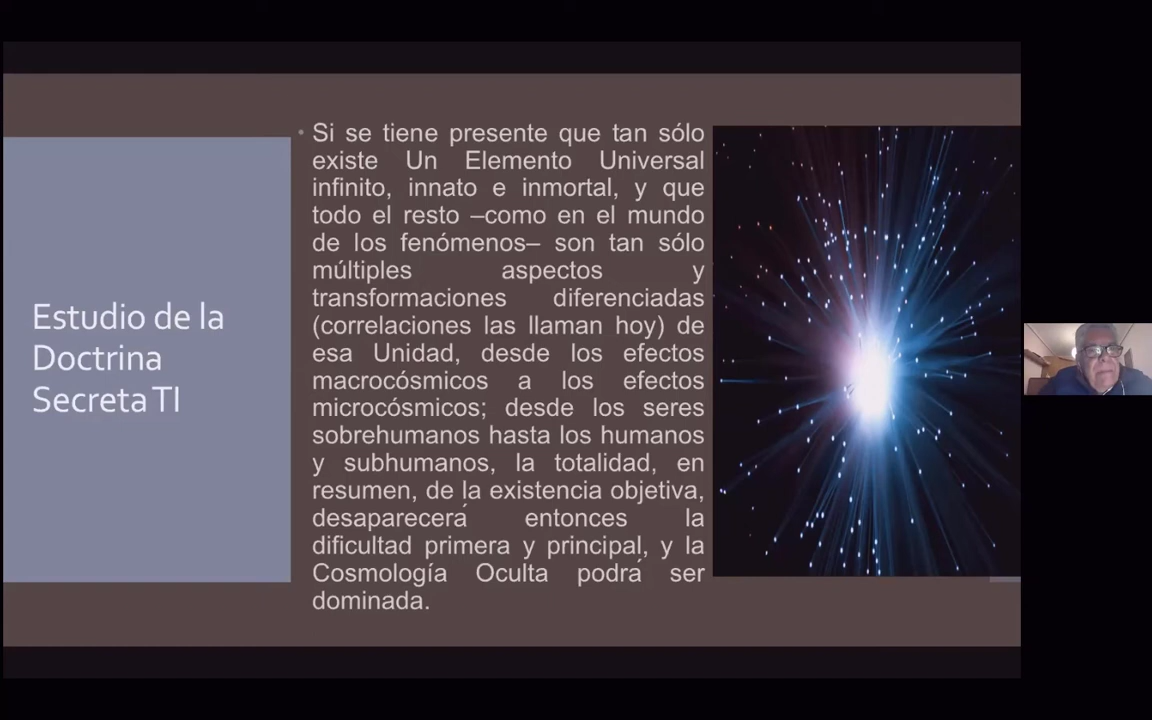 Estudio de la
Doctrina
Secreta TI
• Si se tiene presente que tan sólo
existe Un Elemento Universal
infinito, innato e inmortal, y que
todo el resto –como en el mundo
de los fenómenos– son tan sólo
múltiples aspectos y
transformaciones diferenciadas
(correlaciones las llaman hoy) de
esa Unidad, desde los efectos
macrocósmicos a los efectos
microcósmicos; desde los seres
sobrehumanos hasta los humanos
y subhumanos, la totalidad, en
resumen, de la existencia objetiva,
desaparecerá entonces la
dificultad primera y principal, y la
Cosmología Oculta podrá ser
dominada.